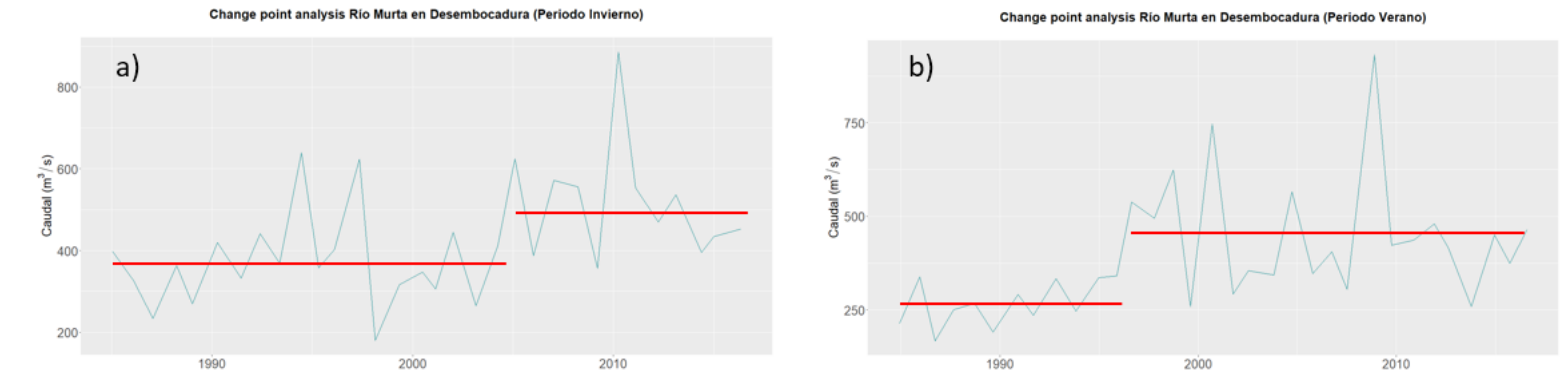 Change point analysis Río Murta en Desembocadura (Periodo Invierno)
a)
Caudal (m³/s)
800
600
400
200
1990
2000
2010
Change point analysis Río Murta en Desembocadura (Periodo Verano)
b)
Caudal (m³/s)
750
500
250
1990
2000
2010